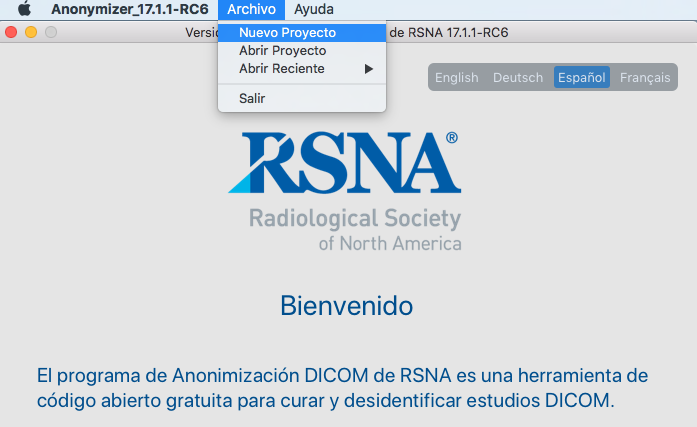 Anonymizer_17.1.1-RC6 Archivo Ayuda
Versi de RSNA 17.1.1-RC6
Nuevo Proyecto
Abrir Proyecto
Abrir Reciente
Salir
English Deutsch Español Français
RSNA®
Radiological Society
of North America
Bienvenido
El programa de Anonimización DICOM de RSNA es una herramienta de
código abierto gratuita para curar y desidentificar estudios DICOM.